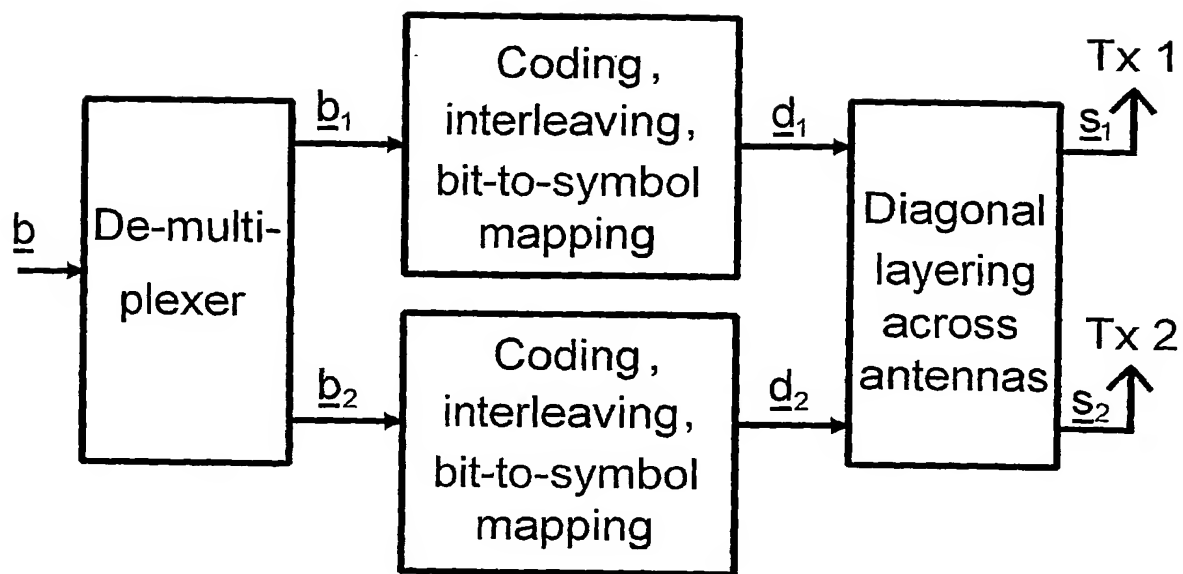 b
De-multi-
plexer
b₁
Coding,
interleaving,
bit-to-symbol
mapping
d₁
b₂
Coding,
interleaving,
bit-to-symbol
mapping
d₂
Diagonal
layering
across
antennas
s₁
Tx 1
s₂
Tx 2